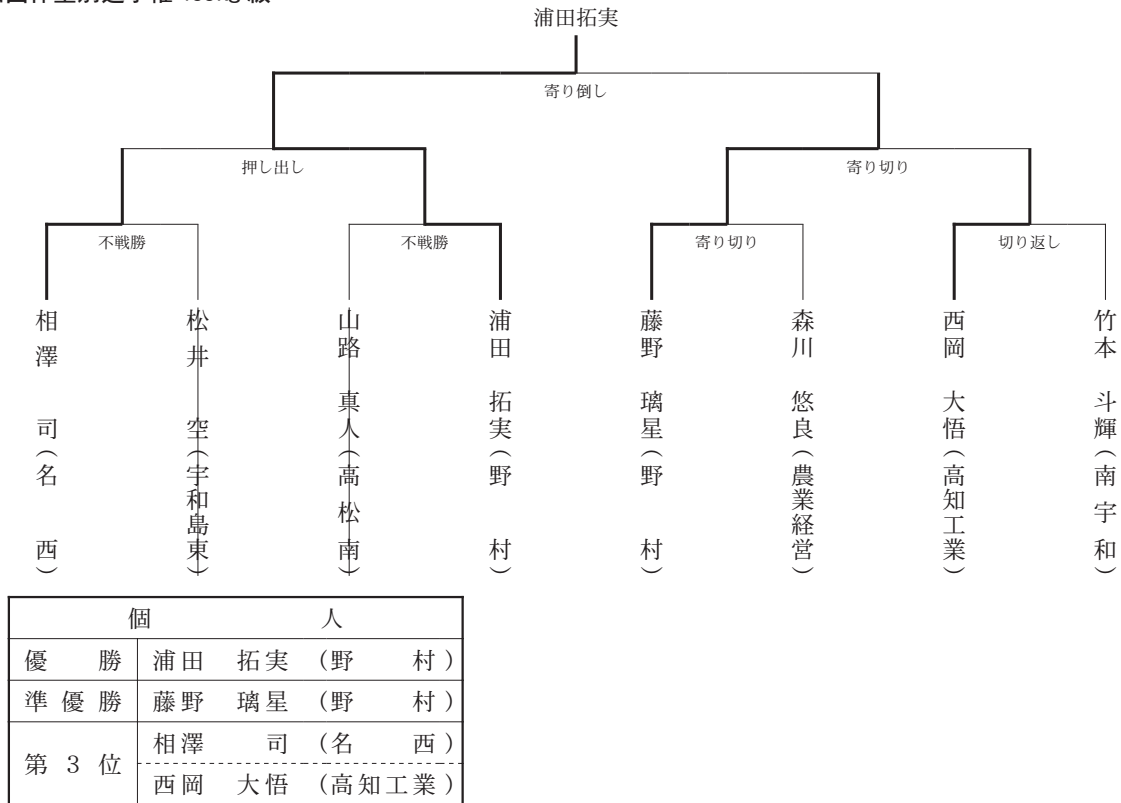 浦田拓実
寄り倒し
押し出し
寄り切り
不戦勝
不戦勝
寄り切り
切り返し
相澤 司(名 西)
松井 空(宇和島東)
山路 真人(高松南)
浦田 拓実(野 村)
藤野 璃星(野 村)
森川 悠良(農業経営)
西岡 大悟(高知工業)
竹本 斗輝(南宇和)
個 人
優 勝 浦田 拓実 (野 村)
準優勝 藤野 璃星 (野 村)
第3位 相澤 司 (名 西)
西岡 大悟 (高知工業)